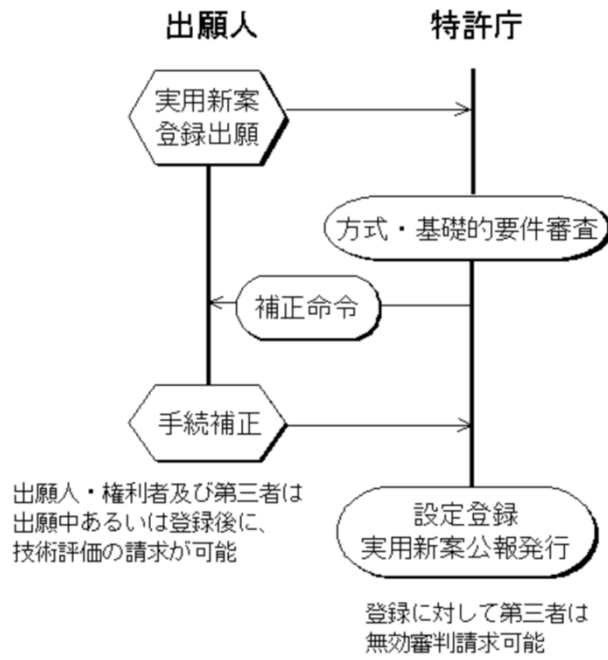 出願人
特許庁
実用新案
登録出願
方式・基礎的要件審査
補正命令
手続補正
出願人・権利者及び第三者は
出願中あるいは登録後に、
技術評価の請求が可能
設定登録
実用新案公報発行
登録に対して第三者は
無効審判請求可能